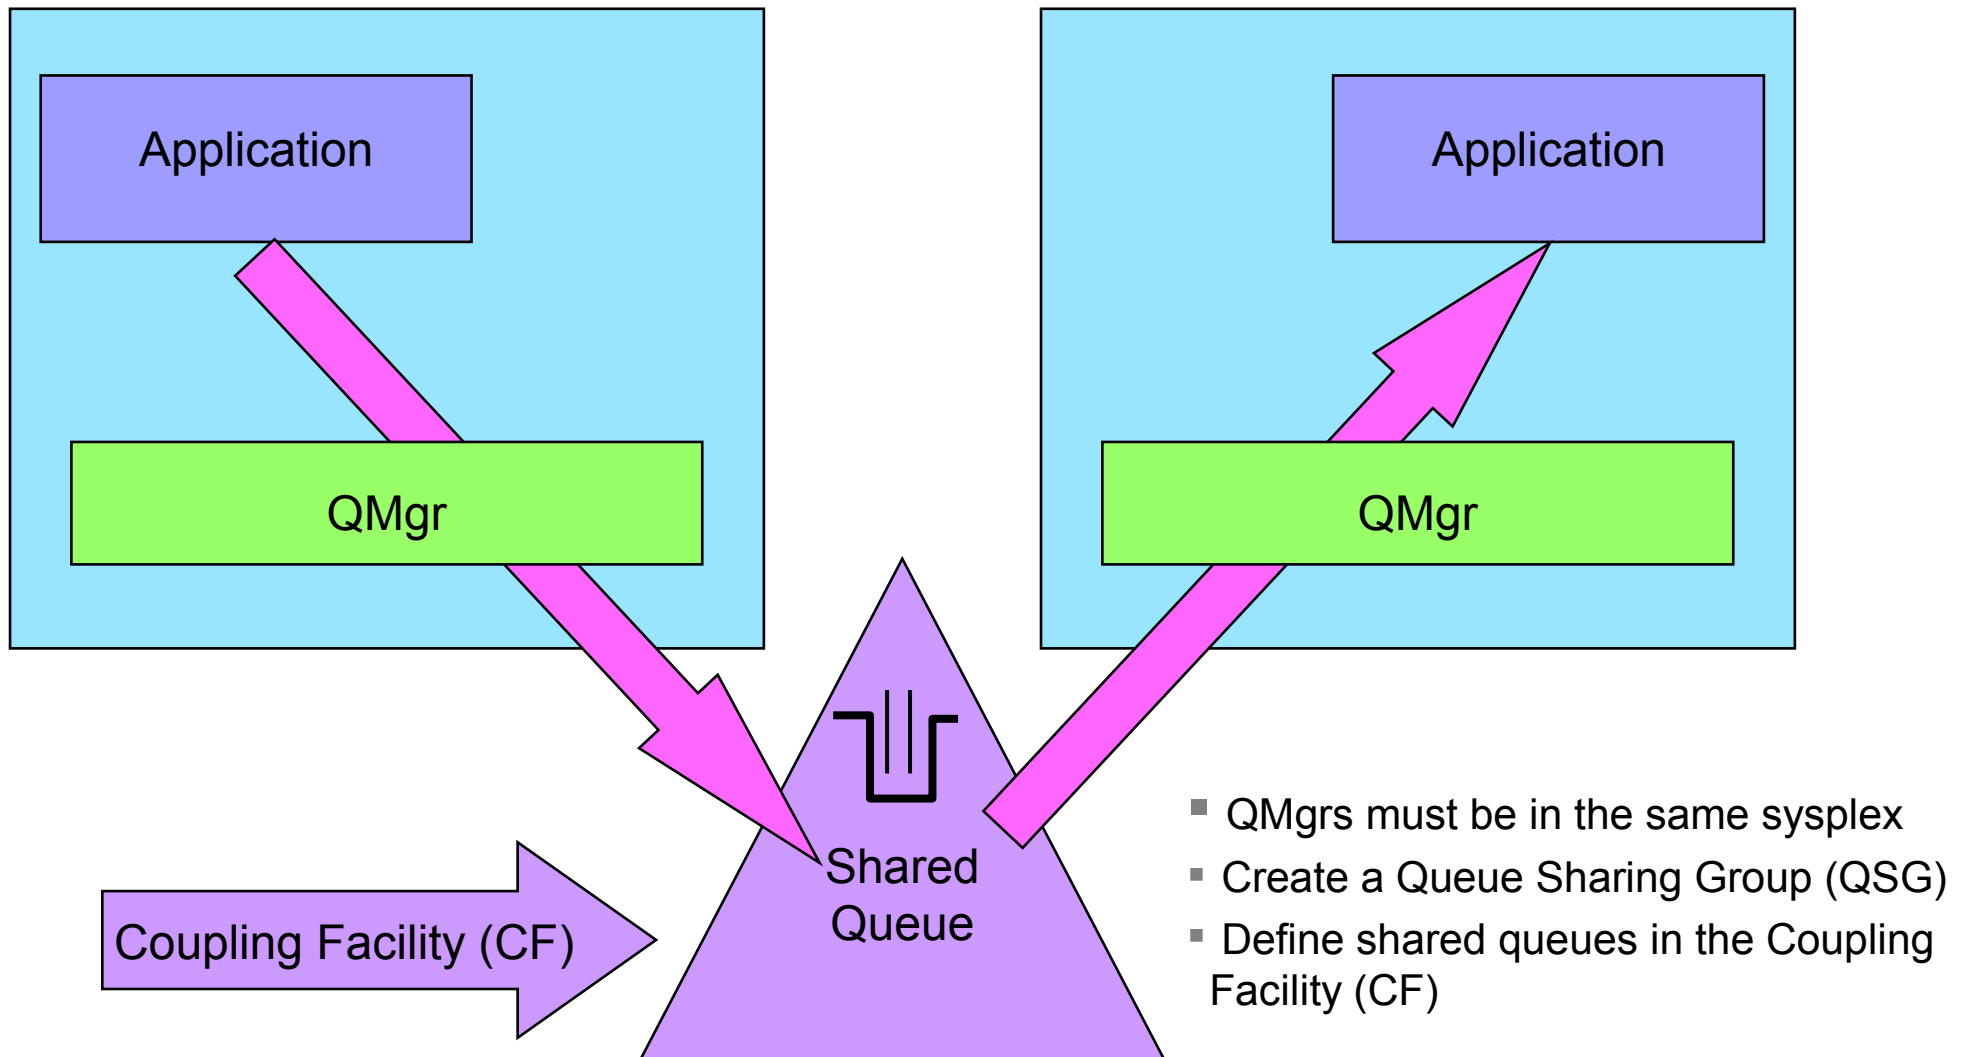 Application
Application
QMgr
QMgr
Shared
Queue
Coupling Facility (CF)
▪ QMgrs must be in the same sysplex
▪ Create a Queue Sharing Group (QSG)
▪ Define shared queues in the Coupling
Facility (CF)